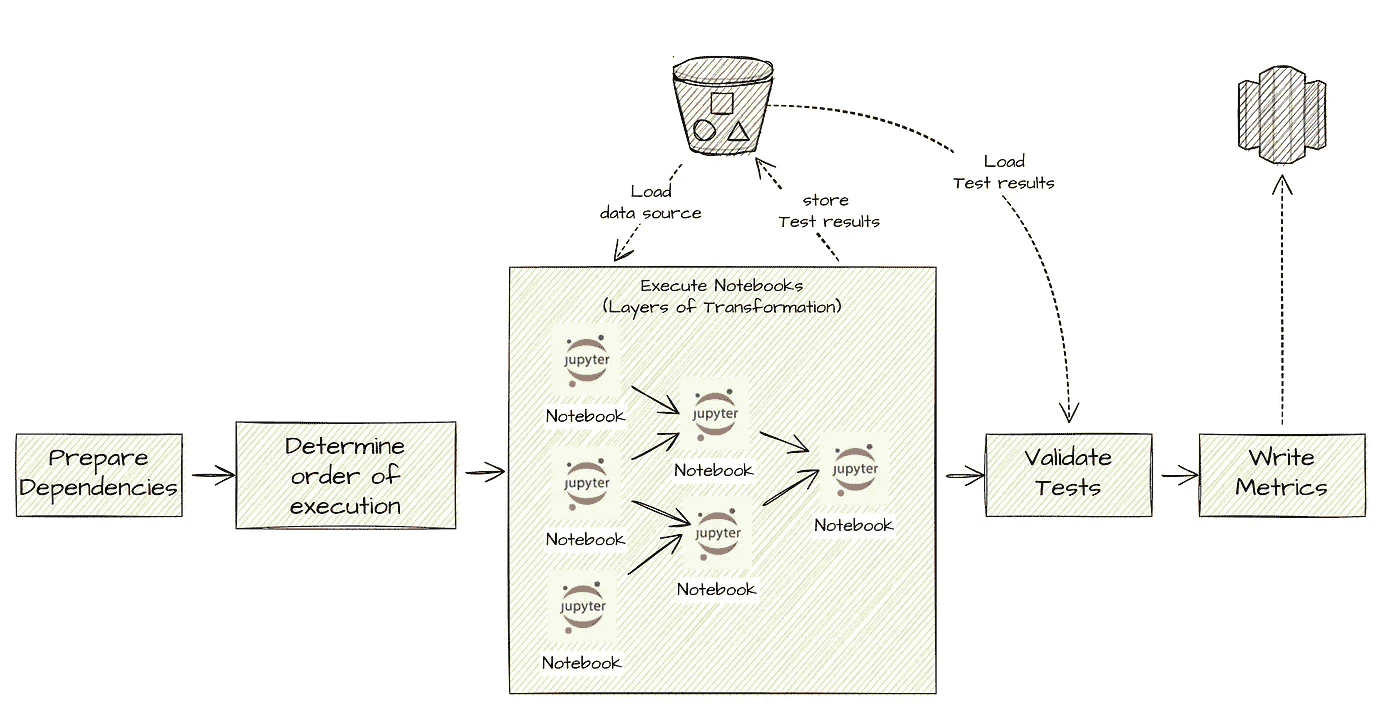 Load
data source
store
Test results
Load
Test results
Prepare
Dependencies
Determine
order of
execution
Execute Notebooks
(Layers of Transformation)
jupyter
Notebook
jupyter
Notebook
jupyter
Notebook
jupyter
Notebook
jupyter
Notebook
jupyter
Notebook
Validate
Tests
Write
Metrics